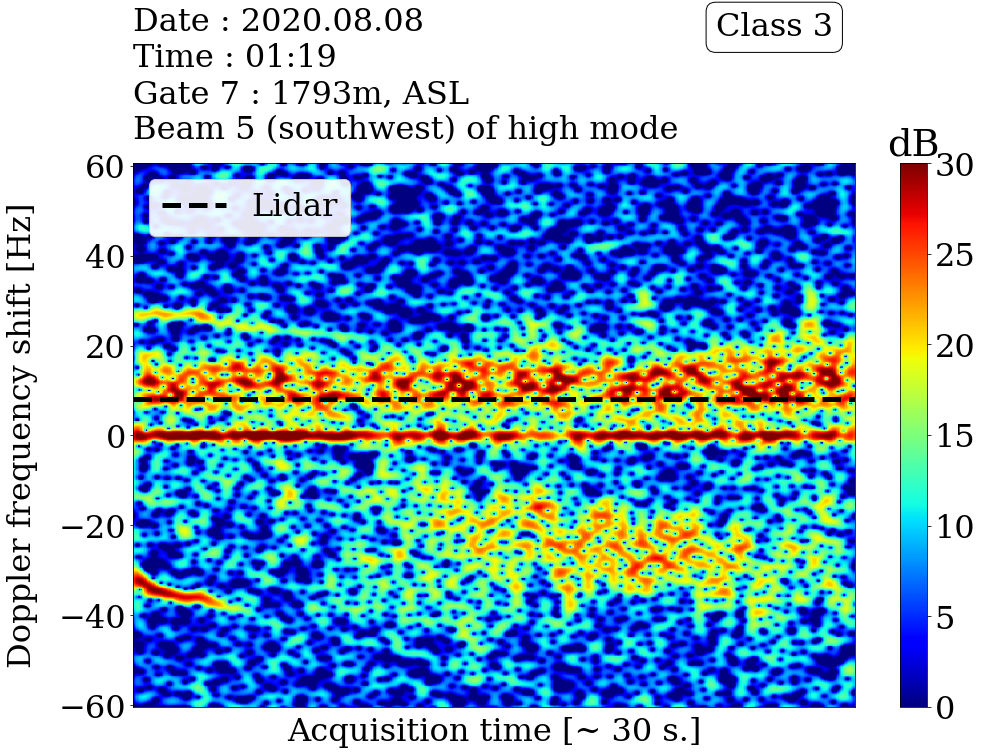 Date : 2020.08.08
Time : 01:19
Gate 7 : 1793m, ASL
Beam 5 (southwest) of high mode
Class 3
dB
Lidar
Doppler frequency shift [Hz]
60
40
20
0
−20
−40
−60
Acquisition time [~ 30 s.]
30
25
20
15
10
5
0